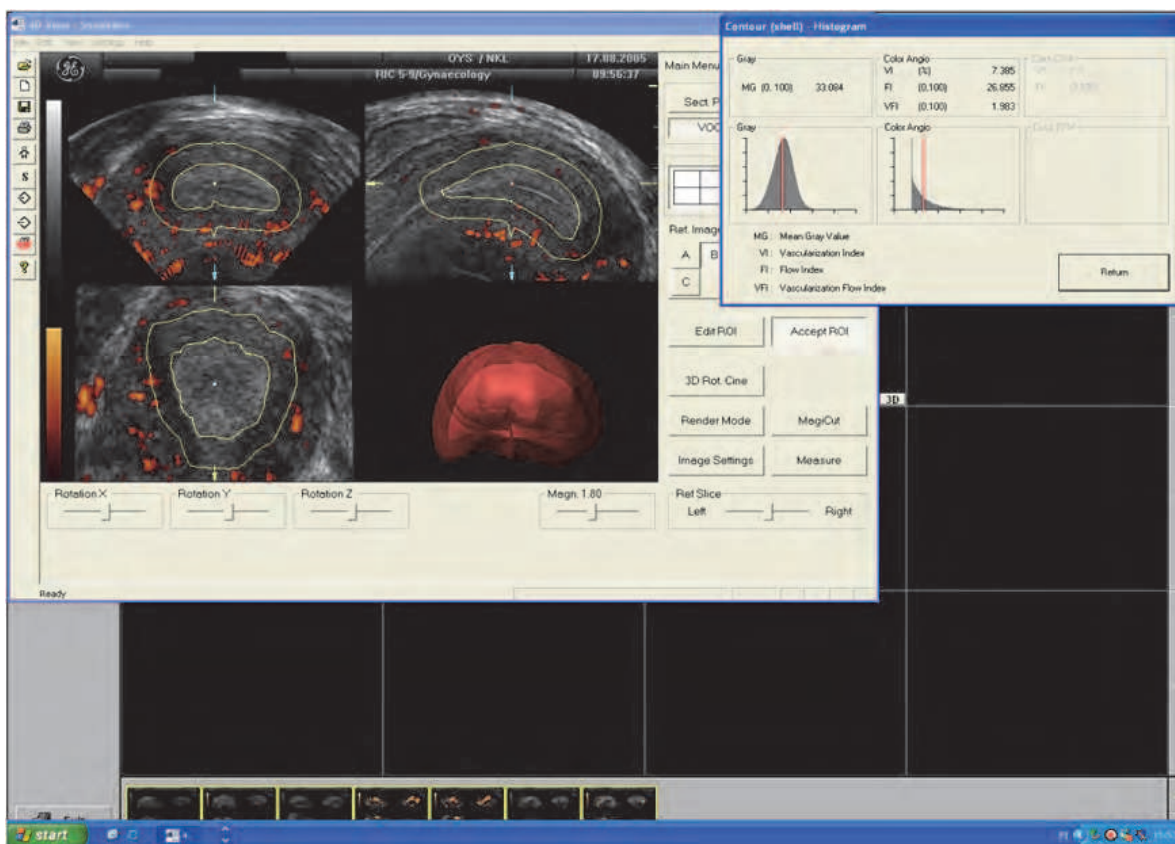 3D View
Contour (shell) - Histogram
OYS / NKL 17.08.2005
RIC 5-9/Gynaecology 09:56:37
Main Menu
Gray
MG (0..100) 33.084
Color Angio
VI (%) 7.385
FI (0.100) 26.855
VFI (0.100) 1.983
Gray
Color Angio
MG : Mean Gray Value
VI : Vascularization Index
FI : Flow Index
VFI : Vascularization Flow Index
Return
Sect.
Ref. Image
A B
C
Edit ROI Accept ROI
3D Rot. Cine
3D
Render Mode MagiCut
Image Settings Measure
Rotation X Rotation Y Rotation Z Magn. 1.80 Ref Slice
Left Right
Ready
start